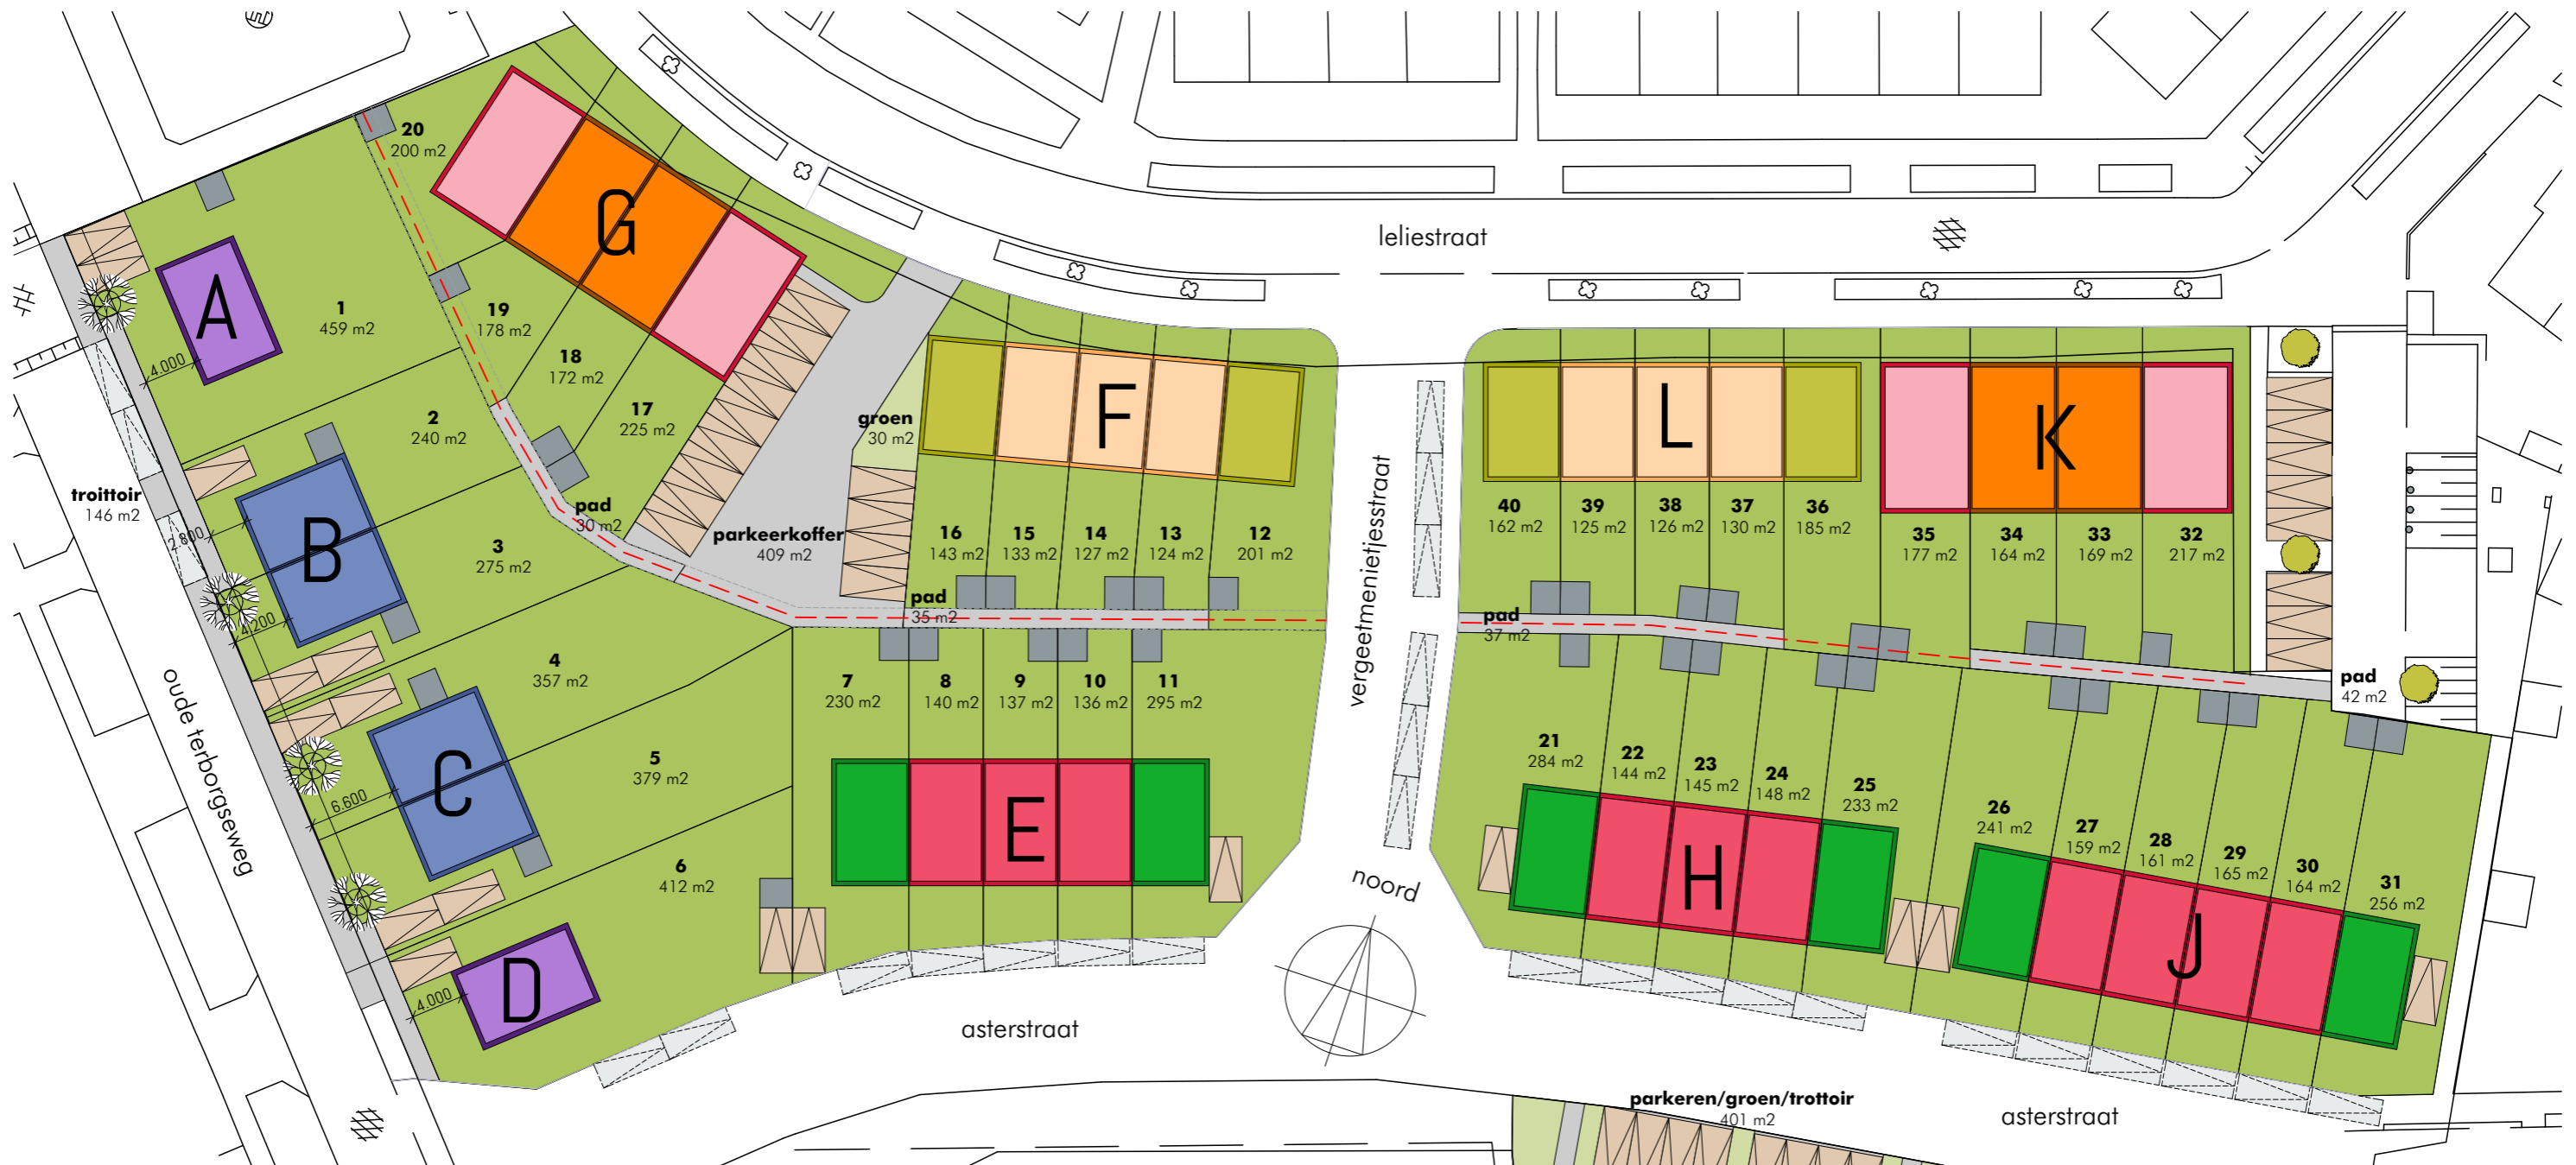 20
200 m2
G
leliestraat
A
1
459 m2
4.000
19
178 m2
18
172 m2
17
225 m2
2
240 m2
groen
30 m2
F
L
K
troittoir
146 m2
B
2.800
3
275 m2
pad
30 m2
parkeerkoffer
409 m2
16
143 m2
15
133 m2
14
127 m2
13
124 m2
12
201 m2
vergeetmenietjesstraat
40
162 m2
39
125 m2
38
126 m2
37
130 m2
36
185 m2
35
177 m2
34
164 m2
33
169 m2
32
217 m2
pad
35 m2
pad
37 m2
pad
42 m2
4.200
4
357 m2
7
230 m2
8
140 m2
9
137 m2
10
136 m2
11
295 m2
oude terborgseweg
C
6.600
5
379 m2
E
21
284 m2
22
144 m2
23
145 m2
24
148 m2
25
233 m2
26
241 m2
27
159 m2
28
161 m2
29
165 m2
30
164 m2
31
256 m2
6
412 m2
H
J
noord
D
4.000
asterstraat
parkeren/groen/trottoir
401 m2
asterstraat